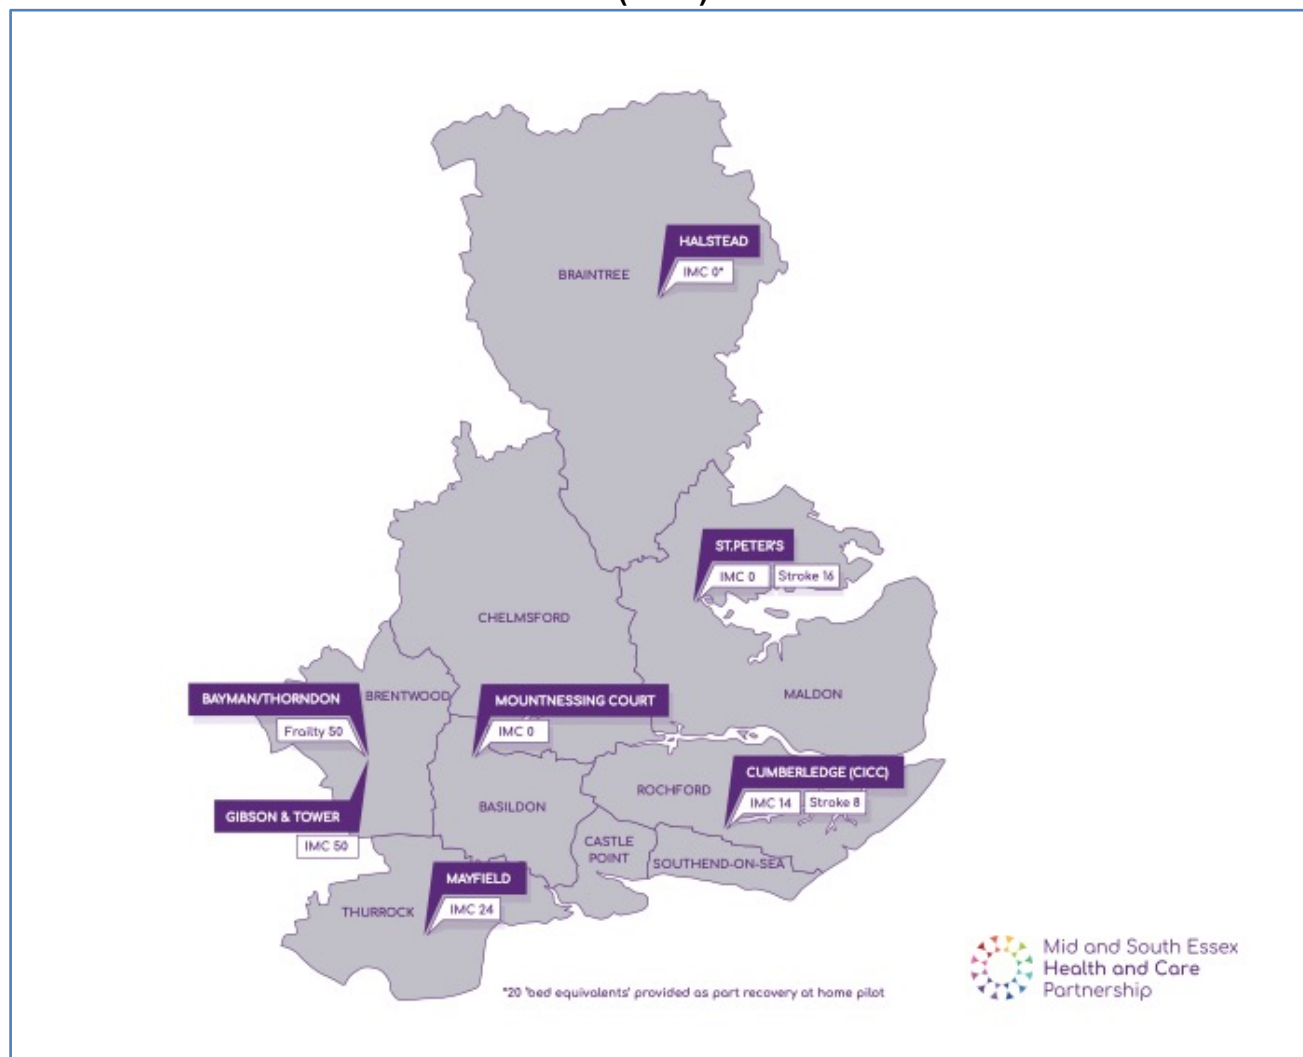 HALSTEAD
IMC 0*
BRAINTREE
ST.PETER'S
IMC 0
Stroke 16
CHELMSFORD
BAYMAN/THORNDON
BRENTWOOD
MOUNTNESSING COURT
MALDON
Frailty 50
IMC 0
CUMBERLEDGE (CICC)
ROCHFORD
IMC 14
Stroke 8
GIBSON & TOWER
BASILDON
IMC 50
CASTLE
POINT
SOUTHEND-ON-SEA
MAYFIELD
THURROCK
IMC 24
*20 'bed equivalents' provided as part recovery at home pilot
Mid and South Essex
Health and Care
Partnership